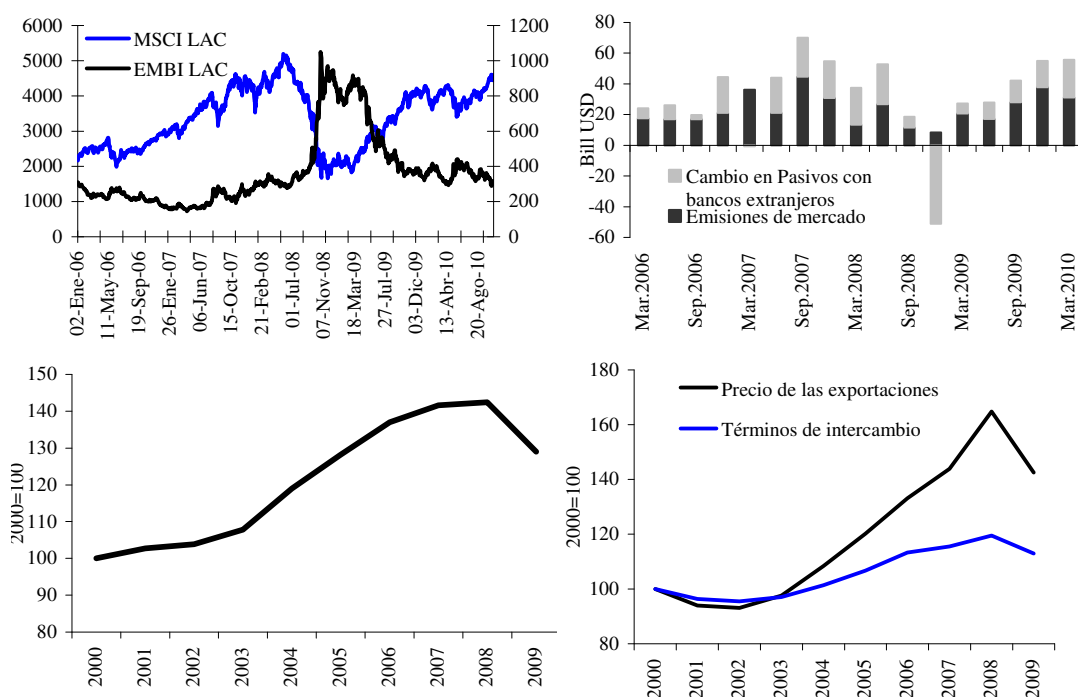 6000
5000
4000
3000
2000
1000
0
1200
1000
800
600
400
200
0
MSCI LAC
EMBI LAC
02-Ene-06
11-May-06
19-Sep-06
26-Ene-07
06-Jun-07
15-Oct-07
21-Feb-08
01-Jul-08
07-Nov-08
18-Mar-09
27-Jul-09
03-Dic-09
13-Abr-10
20-Ago-10
80
60
40
20
0
-20
-40
-60
Bill USD
Cambio en Pasivos con
bancos extranjeros
Emisiones de mercado
Mar.2006
Sep.2006
Mar.2007
Sep.2007
Mar.2008
Sep.2008
Mar.2009
Sep.2009
Mar.2010
150
140
130
120
110
100
90
80
2000=100
2000
2001
2002
2003
2004
2005
2006
2007
2008
2009
180
160
140
120
100
80
2000=100
Precio de las exportaciones
Términos de intercambio
2000
2001
2002
2003
2004
2005
2006
2007
2008
2009